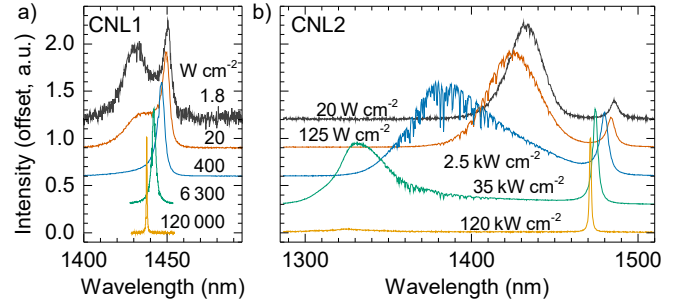 a)
CNL1
W cm⁻²
1.8
20
400
6 300
120 000
2.0
1.5
1.0
0.5
0.0
Intensity (offset, a.u.)
1400
1450
Wavelength (nm)
b)
CNL2
20 W cm⁻²
125 W cm⁻²
2.5 kW cm⁻²
35 kW cm⁻²
120 kW cm⁻²
1300
1400
1500
Wavelength (nm)